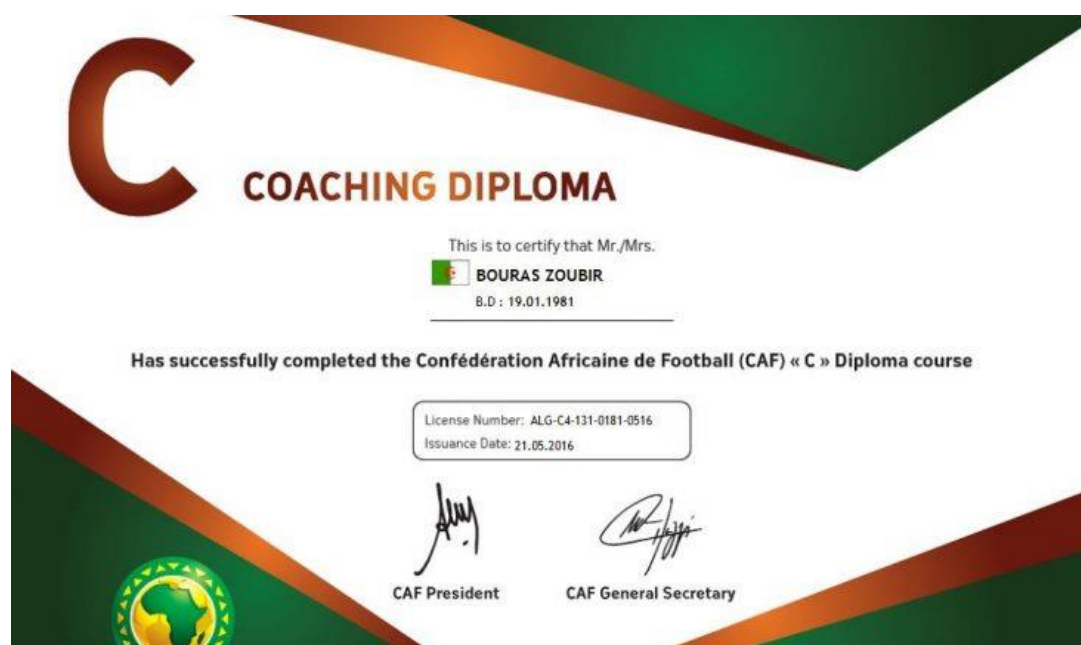 C
COACHING DIPLOMA
This is to certify that Mr./Mrs.
BOURAS ZOUBIR
B.D : 19.01.1981
Has successfully completed the Confédération Africaine de Football (CAF) « C » Diploma course
License Number: ALG-C4-131-0181-0516
Issuance Date: 21.05.2016
CAF President CAF General Secretary